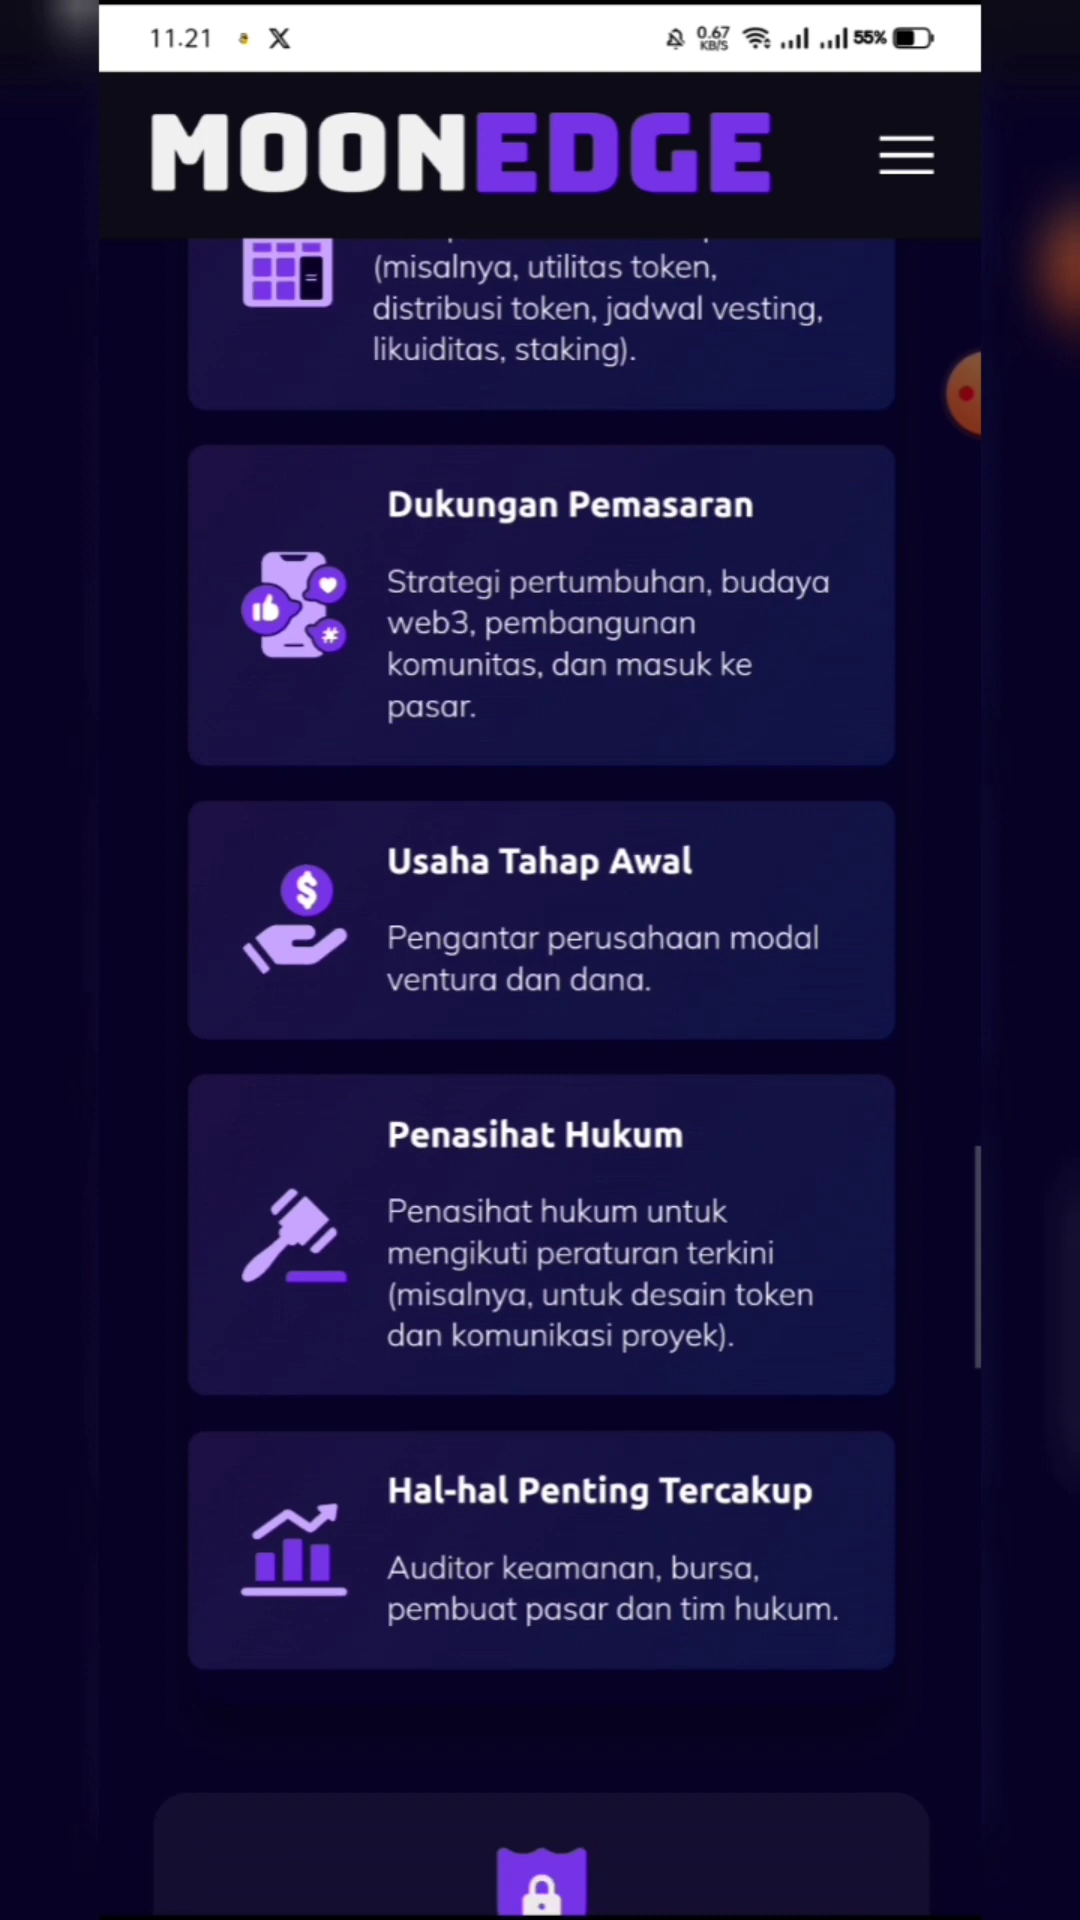 11.21
0.67
KB/S
55%
MOONEDGE
(misalnya, utilitas token,
distribusi token, jadwal vesting,
likuiditas, staking).
Dukungan Pemasaran
Strategi pertumbuhan, budaya
web3, pembangunan
komunitas, dan masuk ke
pasar.
Usaha Tahap Awal
Pengantar perusahaan modal
ventura dan dana.
Penasihat Hukum
Penasihat hukum untuk
mengikuti peraturan terkini
(misalnya, untuk desain token
dan komunikasi proyek).
Hal-hal Penting Tercakup
Auditor keamanan, bursa,
pembuat pasar dan tim hukum.